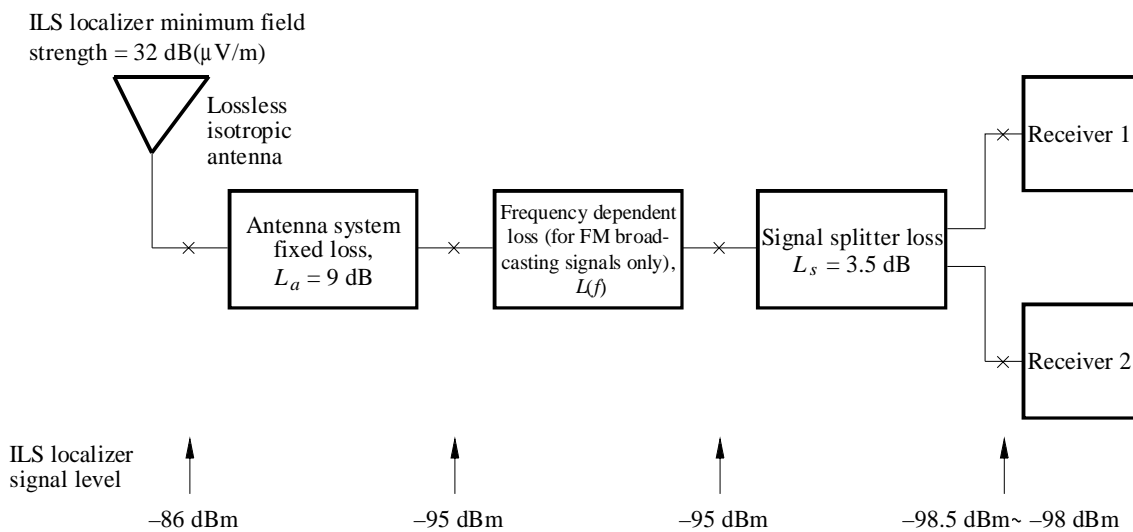 ILS localizer minimum field
strength = 32 dB(μV/m)
Lossless
isotropic
antenna
Antenna system
fixed loss,
La = 9 dB
Frequency dependent
loss (for FM broad-
casting signals only),
L(f)
Signal splitter loss
Ls = 3.5 dB
Receiver 1
Receiver 2
ILS localizer
signal level
–86 dBm
–95 dBm
–95 dBm
–98.5 dBm~ –98 dBm